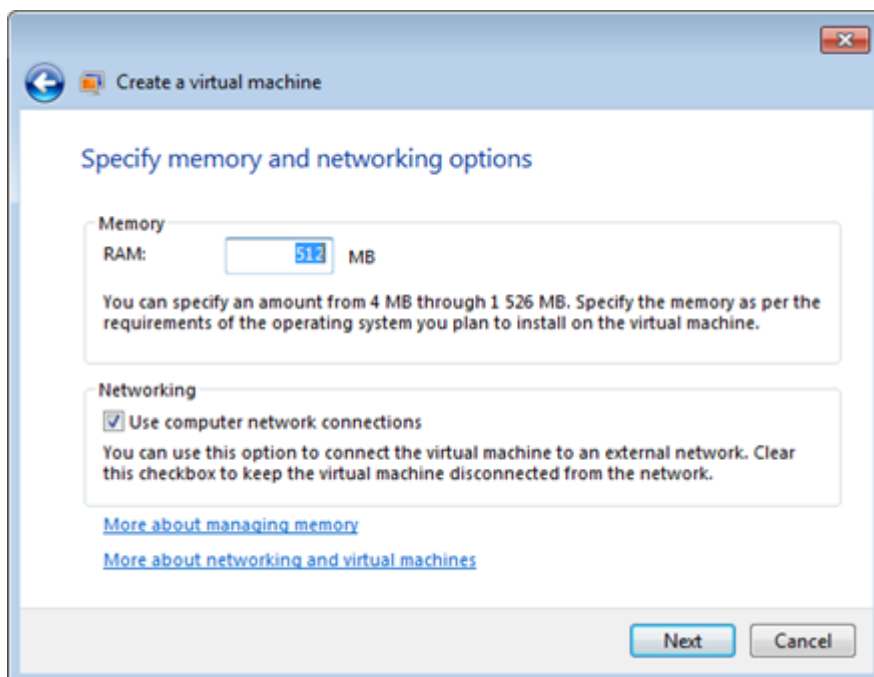 Create a virtual machine
Specify memory and networking options
Memory
RAM: 512 MB
You can specify an amount from 4 MB through 1 526 MB. Specify the memory as per the
requirements of the operating system you plan to install on the virtual machine.
Networking
Use computer network connections
You can use this option to connect the virtual machine to an external network. Clear
this checkbox to keep the virtual machine disconnected from the network.
More about managing memory
More about networking and virtual machines
Next Cancel